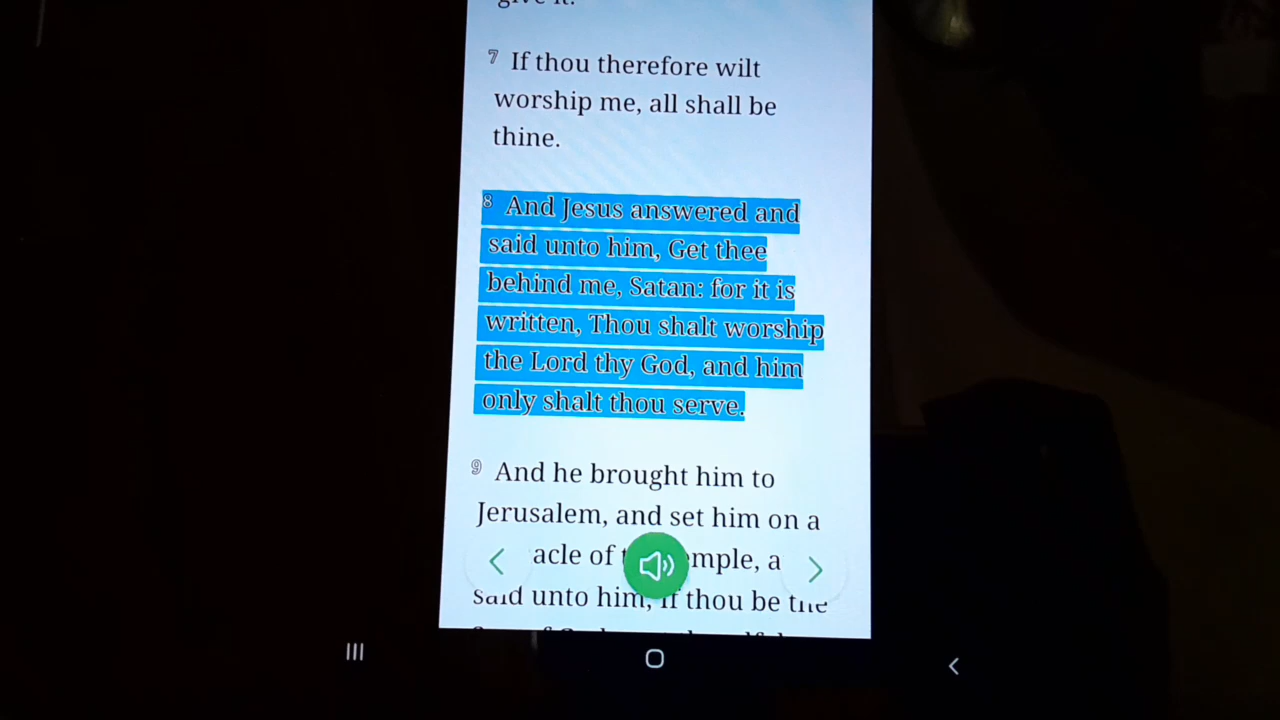 give it.
7 If thou therefore wilt
worship me, all shall be
thine.
8 And Jesus answered and
said unto him, Get thee
behind me, Satan: for it is
written, Thou shalt worship
the Lord thy God, and him
only shalt thou serve.
9 And he brought him to
Jerusalem, and set him on a
acle of t mple, a
said unto him, If thou be the